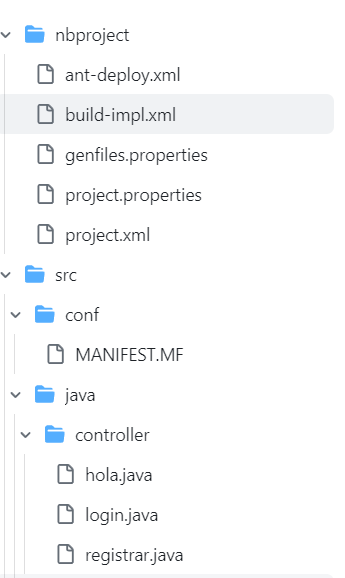 nbproject
ant-deploy.xml
build-impl.xml
genfiles.properties
project.properties
project.xml
src
conf
MANIFEST.MF
java
controller
hola.java
login.java
registrar.java